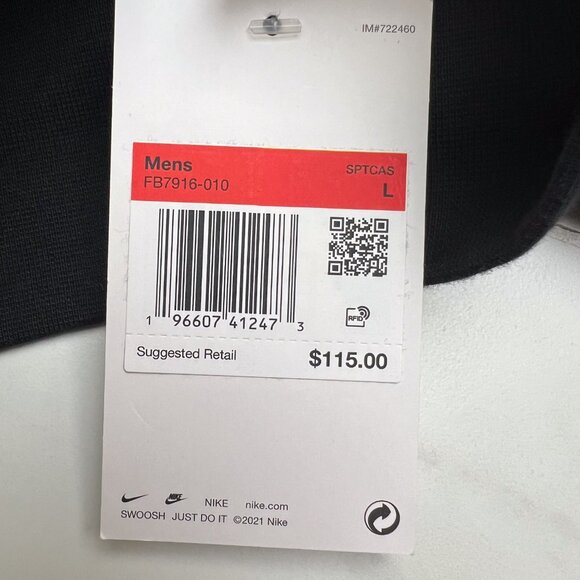 IM#722460
Mens SPTCAS
FB7916-010 L
1 96607 41247 3
RFID
Suggested Retail $115.00
NIKE nike.com
SWOOSH JUST DO IT ©2021 Nike